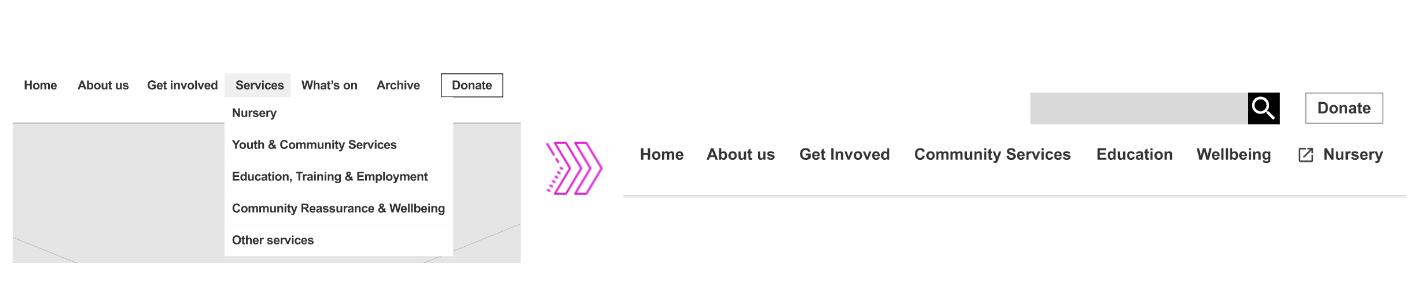 Home About us Get involved Services What's on Archive Donate
Nursery
Youth & Community Services
Education, Training & Employment
Community Reassurance & Wellbeing
Other services
Donate
Home About us Get Invoved Community Services Education Wellbeing Nursery